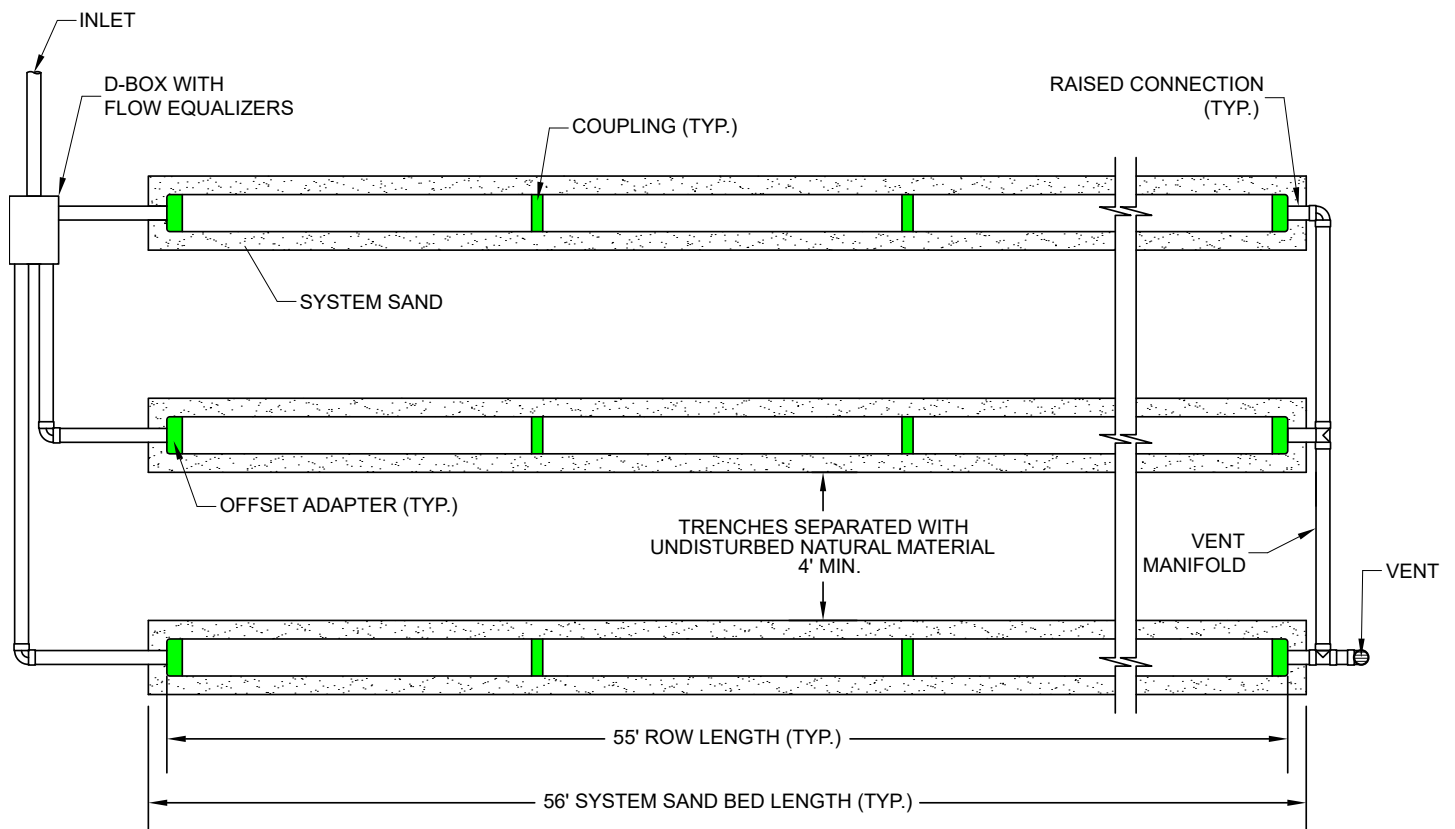 INLET
D-BOX WITH
FLOW EQUALIZERS
RAISED CONNECTION
(TYP.)
COUPLING (TYP.)
SYSTEM SAND
OFFSET ADAPTER (TYP.)
TRENCHES SEPARATED WITH
UNDISTURBED NATURAL MATERIAL
4' MIN.
VENT
MANIFOLD
VENT
55' ROW LENGTH (TYP.)
56' SYSTEM SAND BED LENGTH (TYP.)